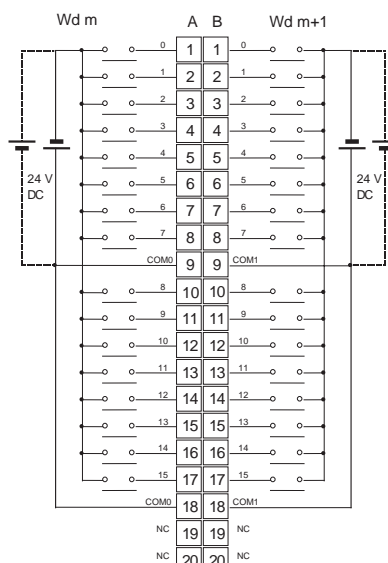 Wd m A B Wd m+1
0 1 1 0
1 2 2 1
2 3 3 2
3 4 4 3
4 5 5 4
5 6 6 5
6 7 7 6
7 8 8 7
24 V DC
24 V DC
COM0 9 9 COM1
8 10 10 8
9 11 11 9
10 12 12 10
11 13 13 11
12 14 14 12
13 15 15 13
14 16 16 14
15 17 17 15
COM0 18 18 COM1
NC 19 19 NC
NC 20 20 NC